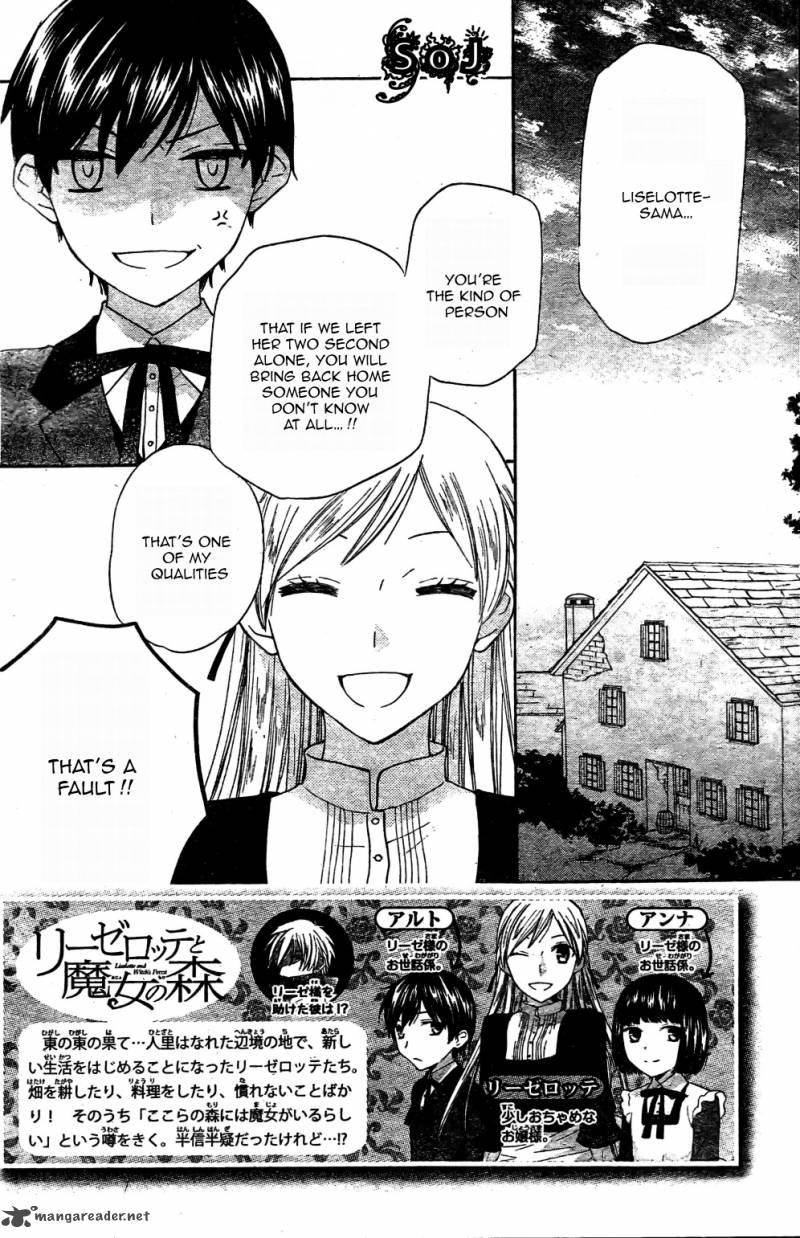 SOJ
LISELOTTE-
SAMA...
YOU'RE
THE KIND OF
PERSON
THAT IF WE LEFT
HER TWO SECOND
ALONE, YOU WILL
BRING BACK HOME
SOMEONE YOU
DON'T KNOW
AT ALL...!!
THAT'S ONE
OF MY
QUALITIES
THAT'S A
FAULT!!
リーゼロッテと
魔女の森
Liselotte and
Witch's Forest
東の東の果て…人里はなれた辺境の地で、新し
い生活をはじめることになったリーゼロッテたち。
畑を耕したり、料理をしたり、慣れないことばか
り! そのうち「ここらの森には魔女がいるらし
い」という噂をきく。半信半疑だったけれど…!?
リーゼ様を
助けた彼は!?
アルト
リーゼ様の
お世話係。
リーゼロッテ
少しおちゃめな
お嬢様。
アンナ
リーゼ様の
お世話係。
mangareader.net